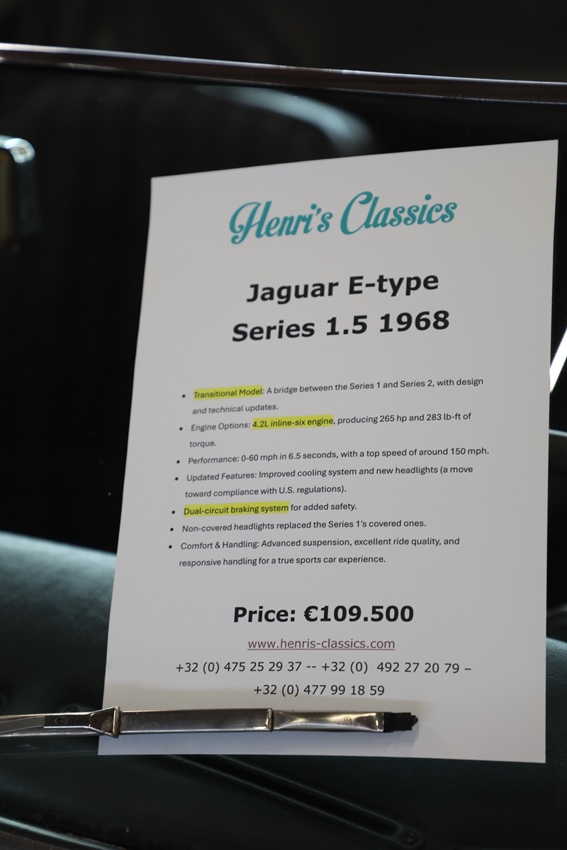 Henri's Classics
Jaguar E-type
Series 1.5 1968
• Transitional Model: A bridge between the Series 1 and Series 2, with design
and technical updates.
• Engine Options: 4.2L inline-six engine, producing 265 hp and 283 lb-ft of
torque.
• Performance: 0-60 mph in 6.5 seconds, with a top speed of around 150 mph.
• Updated Features: Improved cooling system and new headlights (a move
toward compliance with U.S. regulations).
• Dual-circuit braking system for added safety.
• Non-covered headlights replaced the Series 1's covered ones.
• Comfort & Handling: Advanced suspension, excellent ride quality, and
responsive handling for a true sports car experience.
Price: €109.500
www.henris-classics.com
+32 (0) 475 25 29 37 -- +32 (0) 492 27 20 79 –
+32 (0) 477 99 18 59